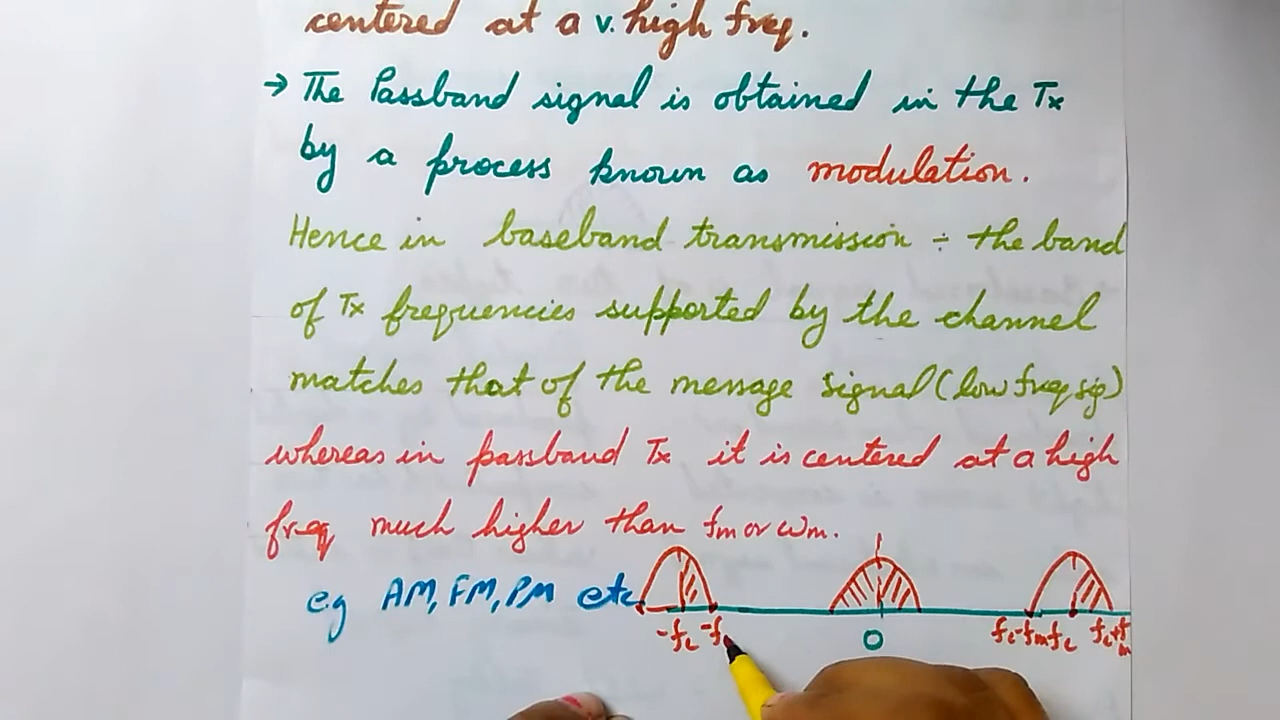 centered at a v. high freq.
→ The Passband signal is obtained in the Tx
by a process known as modulation.
Hence in baseband transmission ÷ the band
of Tx frequencies supported by the channel
matches that of the message signal (low freq sig)
whereas in passband Tx it is centered at a high
freq much higher than fm or ωm.
e.g AM, FM, PM etc
-fc -f 0 fc-fm fc fc+fm